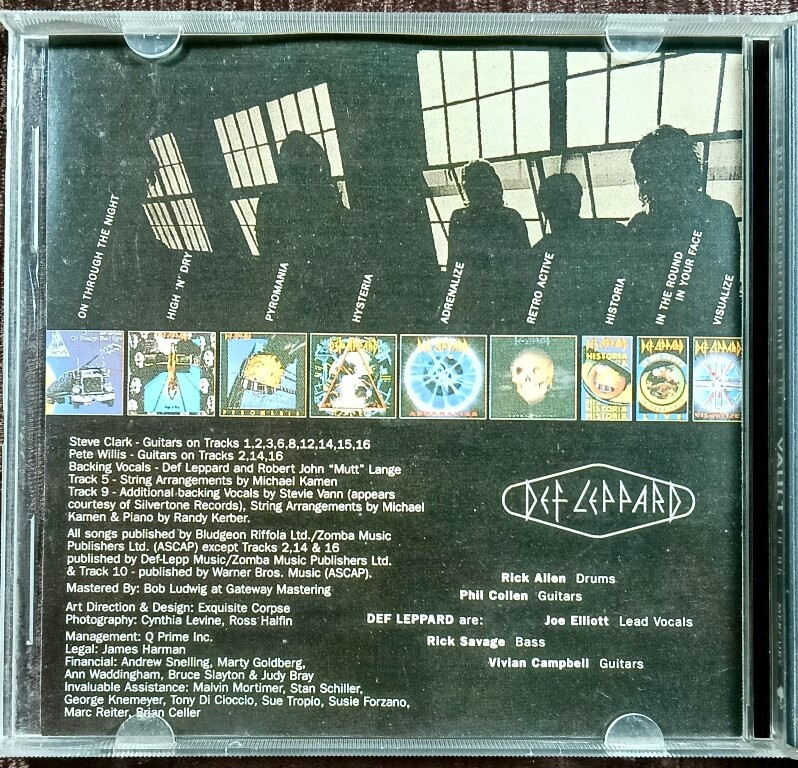 ON THROUGH THE NIGHT
HIGH 'N' DRY
PYROMANIA
HYSTERIA
ADRENALIZE
RETRO ACTIVE
HISTORIA
IN THE ROUND
IN YOUR FACE
VISUALIZE
Steve Clark - Guitars on Tracks 1,2,3,6,8,12,14,15,16
Pete Willis - Guitars on Tracks 2,14,16
Backing Vocals - Def Leppard and Robert John “Mutt” Lange
Track 5 - String Arrangements by Michael Kamen
Track 9 - Additional backing Vocals by Stevie Vann (appears
courtesy of Silvertone Records), String Arrangements by Michael
Kamen & Piano by Randy Kerber.
All songs published by Bludgeon Riffola Ltd./Zomba Music
Publishers Ltd. (ASCAP) except Tracks 2,14 & 16
published by Def-Lepp Music/Zomba Music Publishers Ltd.
& Track 10 - published by Warner Bros. Music (ASCAP).
Mastered By: Bob Ludwig at Gateway Mastering
Art Direction & Design: Exquisite Corpse
Photography: Cynthia Levine, Ross Halfin
Management: Q Prime Inc.
Legal: James Harman
Financial: Andrew Snelling, Marty Goldberg,
Ann Waddingham, Bruce Slayton & Judy Bray
Invaluable Assistance: Malvin Mortimer, Stan Schiller,
George Knemeyer, Tony Di Cioccio, Sue Tropio, Susie Forzano,
Marc Reiter, Brian Celler
DEF LEPPARD
Rick Allen Drums
Phil Collen Guitars
DEF LEPPARD are: Joe Elliott Lead Vocals
Rick Savage Bass
Vivian Campbell Guitars
VAULT